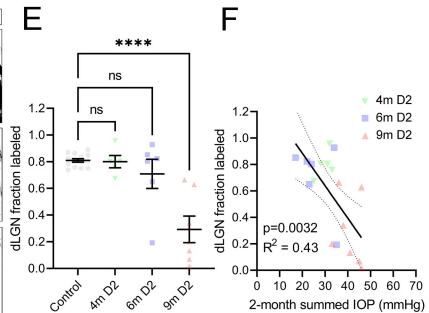 E
****
ns
ns
dLGN fraction labeled
1.2
1.0
0.8
0.6
0.4
0.2
0.0
Control
4m D2
6m D2
9m D2
F
4m D2
6m D2
9m D2
dLGN fraction labeled
1.2
1.0
0.8
0.6
0.4
0.2
0.0
p=0.0032
R² = 0.43
0 10 20 30 40 50 60 70
2-month summed IOP (mmHg)